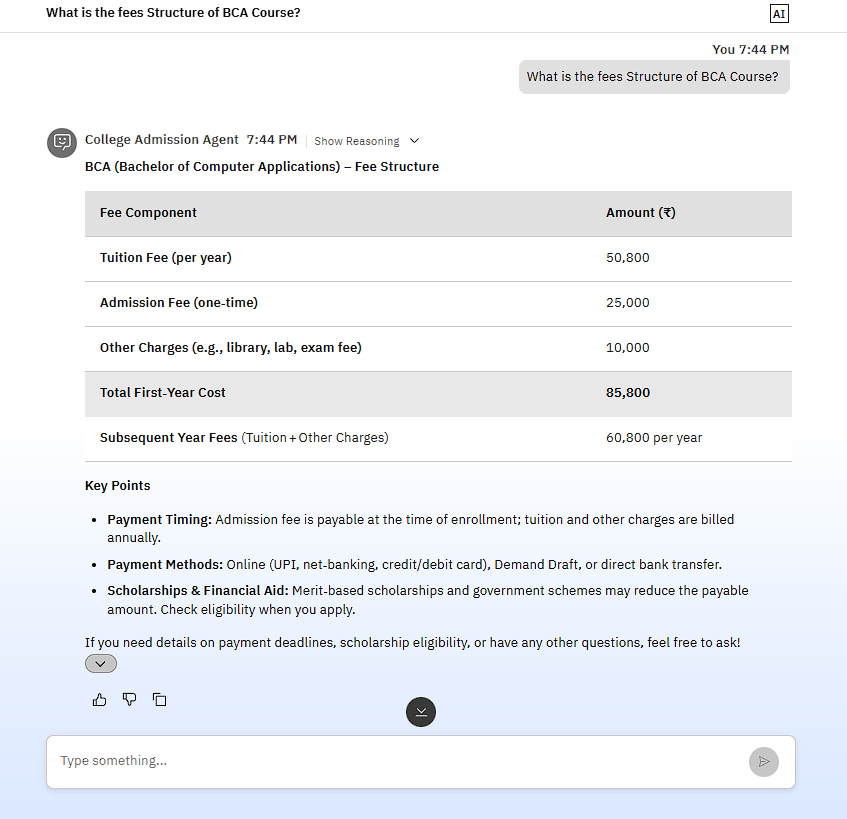 What is the fees Structure of BCA Course?
AI
You 7:44 PM
What is the fees Structure of BCA Course?
College Admission Agent 7:44 PM Show Reasoning
BCA (Bachelor of Computer Applications) – Fee Structure
Fee Component Amount (₹)
Tuition Fee (per year) 50,800
Admission Fee (one-time) 25,000
Other Charges (e.g., library, lab, exam fee) 10,000
Total First-Year Cost 85,800
Subsequent Year Fees (Tuition + Other Charges) 60,800 per year
Key Points
• Payment Timing: Admission fee is payable at the time of enrollment; tuition and other charges are billed
annually.
• Payment Methods: Online (UPI, net-banking, credit/debit card), Demand Draft, or direct bank transfer.
• Scholarships & Financial Aid: Merit-based scholarships and government schemes may reduce the payable
amount. Check eligibility when you apply.
If you need details on payment deadlines, scholarship eligibility, or have any other questions, feel free to ask!
Type something...